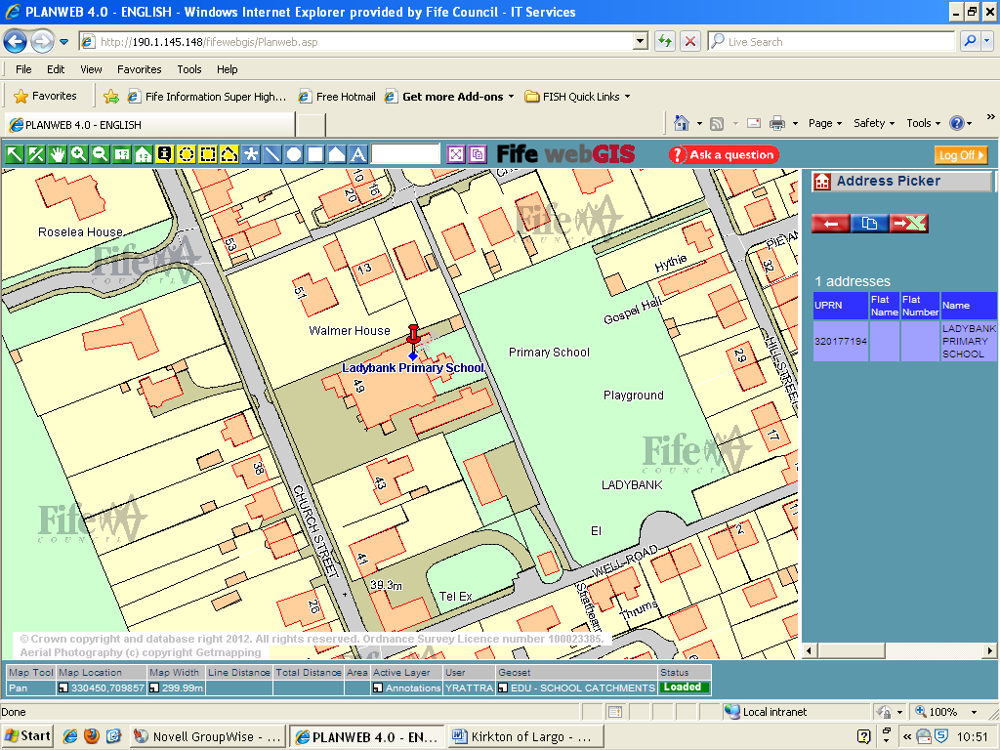 PLANWEB 4.0 - ENGLISH - Windows Internet Explorer provided by Fife Council - IT Services
http://190.1.145.148/fifewebgis/Planweb.asp
Live Search
File Edit View Favorites Tools Help
Favorites Fife Information Super High... Free Hotmail Get more Add-ons FISH Quick Links
PLANWEB 4.0 - ENGLISH
Page Safety Tools
Fife webGIS
? Ask a question
Log Off
Address Picker
1 addresses
UPRN Flat Name Flat Number Name
320177194 LADYBANK PRIMARY SCHOOL
10
16
20
Roselea House
53
Fife
COUNCIL
Fife
COUNCIL
Hythie
32
13
51
Gospel Hall
Walmer House
Primary School
Ladybank Primary School
49
29
HILL STREET
Playground
17
Fife
COUNCIL
38
43
LADYBANK
Fife
COUNCIL
CHURCH STREET
El
2
WELL ROAD
41
39.3m
Tel Ex
26
Thrums
© Crown copyright and database right 2012. All rights reserved. Ordnance Survey Licence number 100023385.
Aerial Photography (c) copyright Getmapping
Map Tool Map Location Map Width Line Distance Total Distance Area Active Layer User Geoset Status
Pan 330450,709857 299.99m Annotations YRATTRA EDU - SCHOOL CATCHMENTS Loaded
Done Local intranet 100%
Start Novell GroupWise - ... PLANWEB 4.0 - EN... Kirkton of Largo - ... 10:51